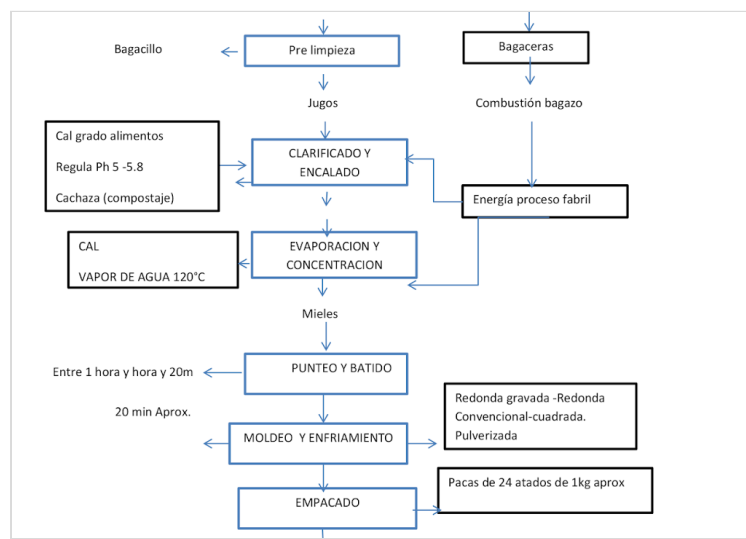 Bagacillo
Pre limpieza
Bagaceras
Jugos
Combustión bagazo
Cal grado alimentos
Regula Ph 5 -5.8
Cachaza (compostaje)
CLARIFICADO Y
ENCALADO
Energía proceso fabril
CAL
VAPOR DE AGUA 120°C
EVAPORACION Y
CONCENTRACION
Mieles
Entre 1 hora y hora y 20m
PUNTEO Y BATIDO
20 min Aprox.
MOLDEO Y ENFRIAMIENTO
Redonda gravada -Redonda
Convencional-cuadrada.
Pulverizada
EMPACADO
Pacas de 24 atados de 1kg aprox